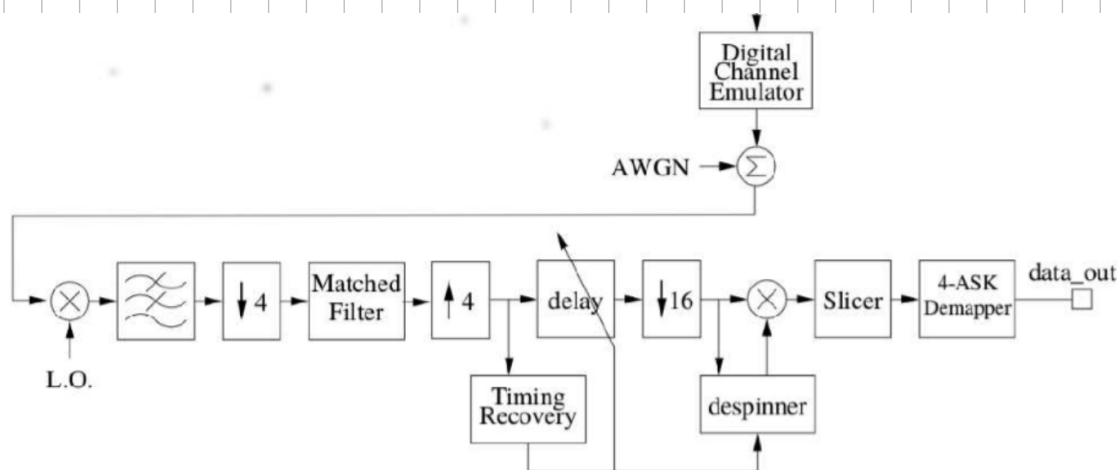 Digital
Channel
Emulator
AWGN
Σ
L.O.
↓ 4
Matched
Filter
↑ 4
delay
↓16
Slicer
4-ASK
Demapper
data_out
Timing
Recovery
despinner